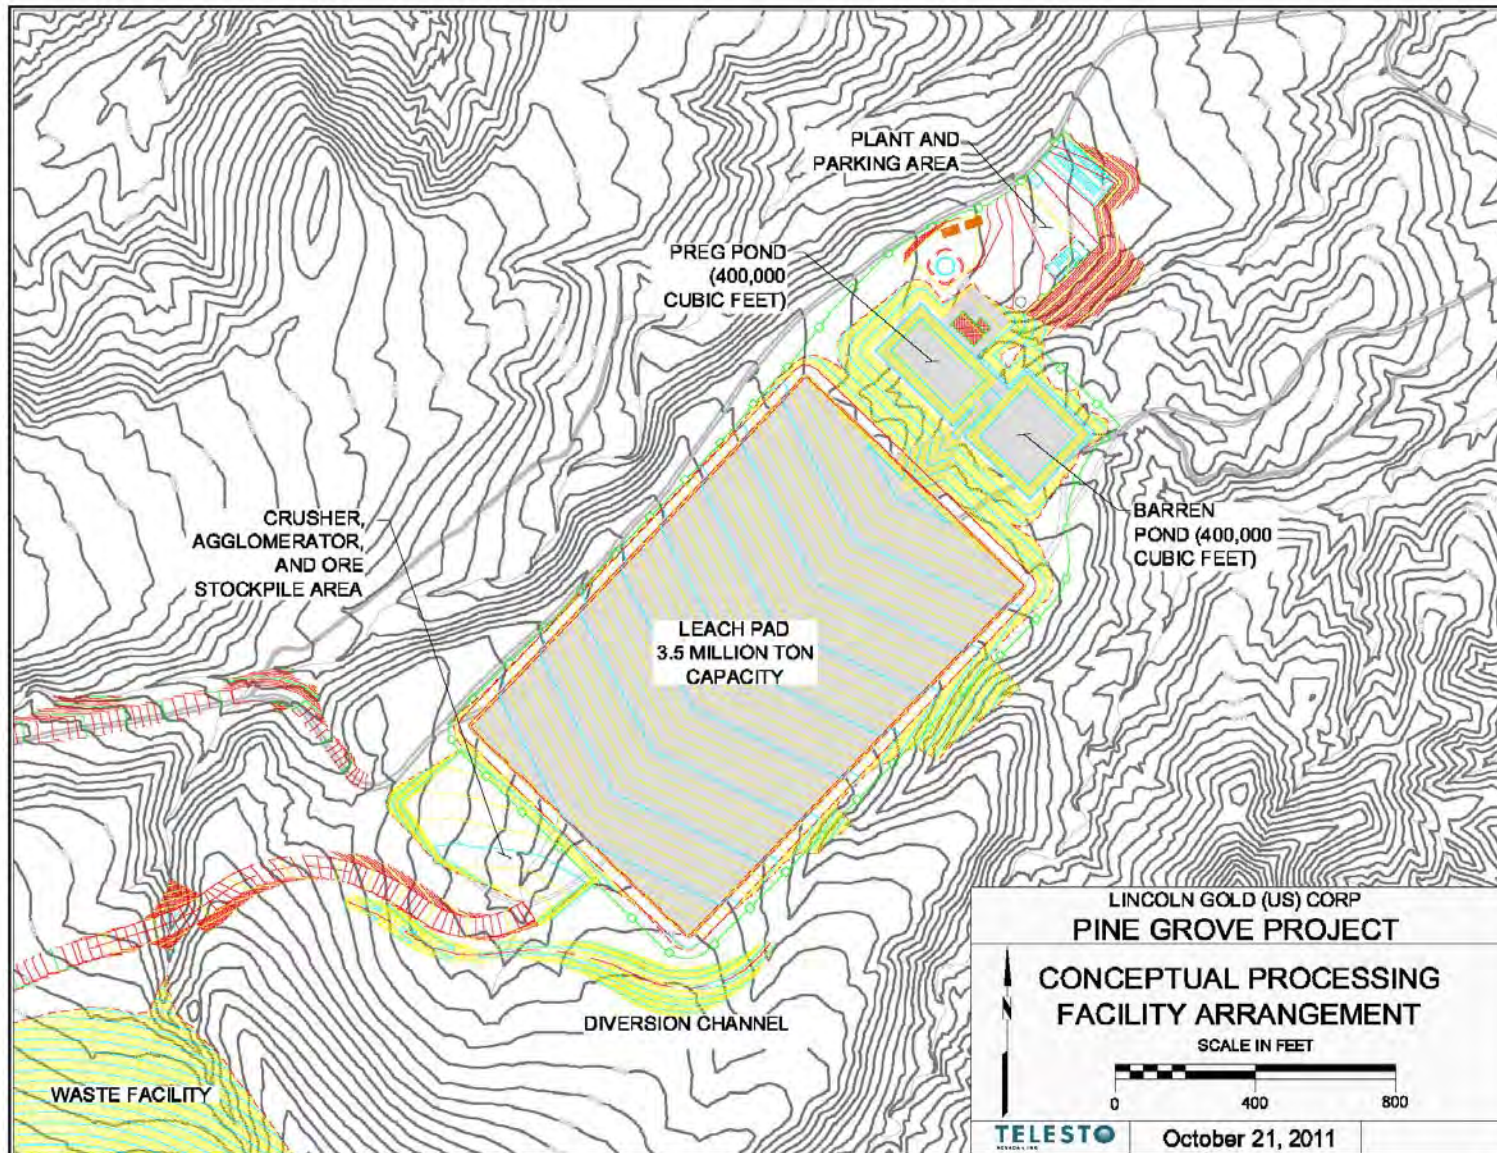 PLANT AND
PARKING AREA
PREG POND
(400,000
CUBIC FEET)
CRUSHER,
AGGLOMERATOR,
AND ORE
STOCKPILE AREA
BARREN
POND (400,000
CUBIC FEET)
LEACH PAD
3.5 MILLION TON
CAPACITY
DIVERSION CHANNEL
WASTE FACILITY
LINCOLN GOLD (US) CORP
PINE GROVE PROJECT
CONCEPTUAL PROCESSING
FACILITY ARRANGEMENT
SCALE IN FEET
0 400 800
TELESTO
October 21, 2011